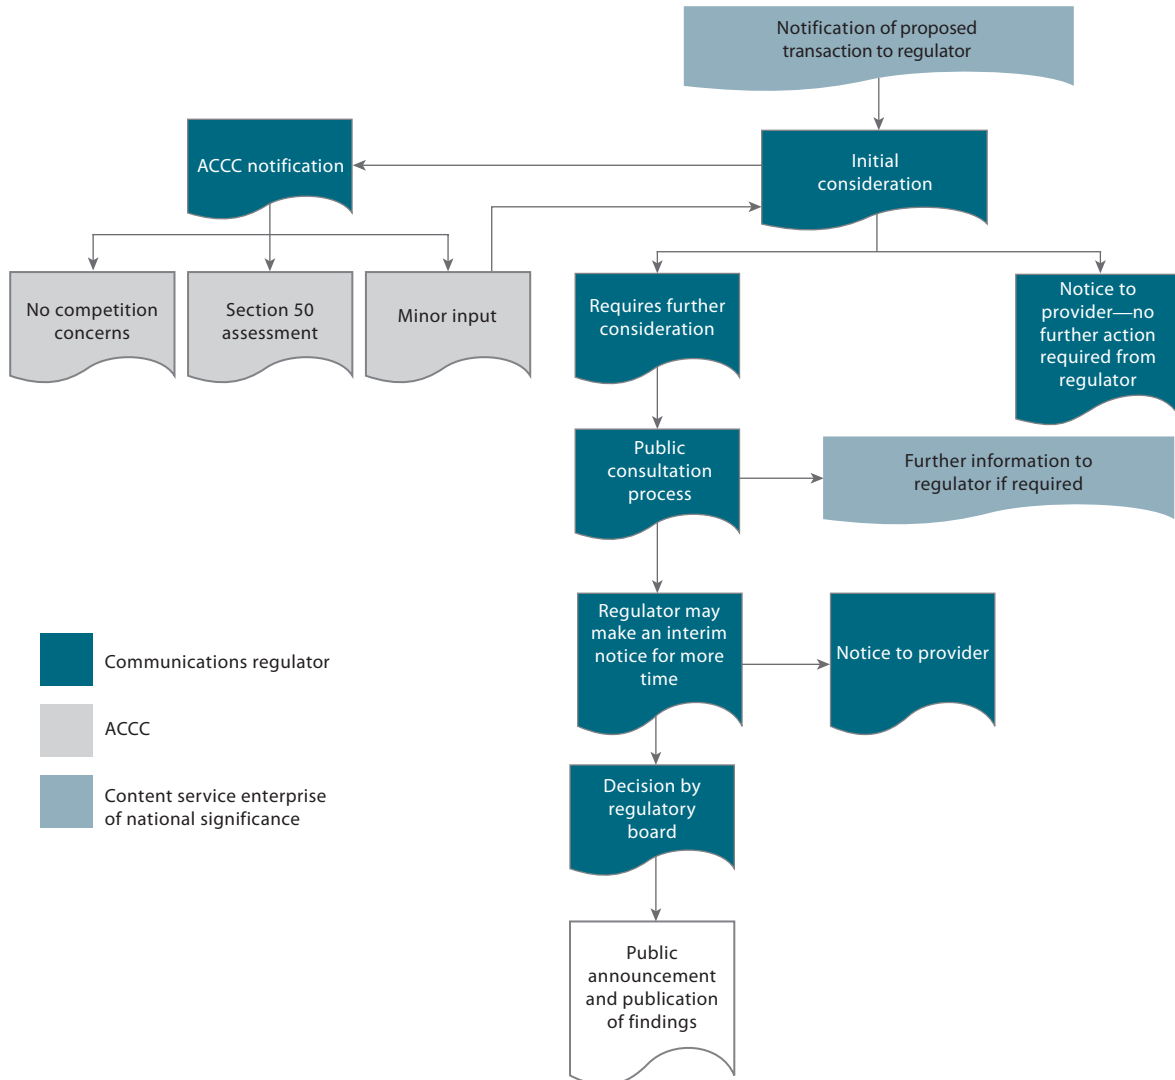 Notification of proposed
transaction to regulator
ACCC notification
Initial
consideration
No competition
concerns
Section 50
assessment
Minor input
Requires further
consideration
Notice to
provider—no
further action
required from
regulator
Public
consultation
process
Further information to
regulator if required
Regulator may
make an interim
notice for more
time
Notice to provider
Communications regulator
ACCC
Content service enterprise
of national significance
Decision by
regulatory
board
Public
announcement
and publication
of findings